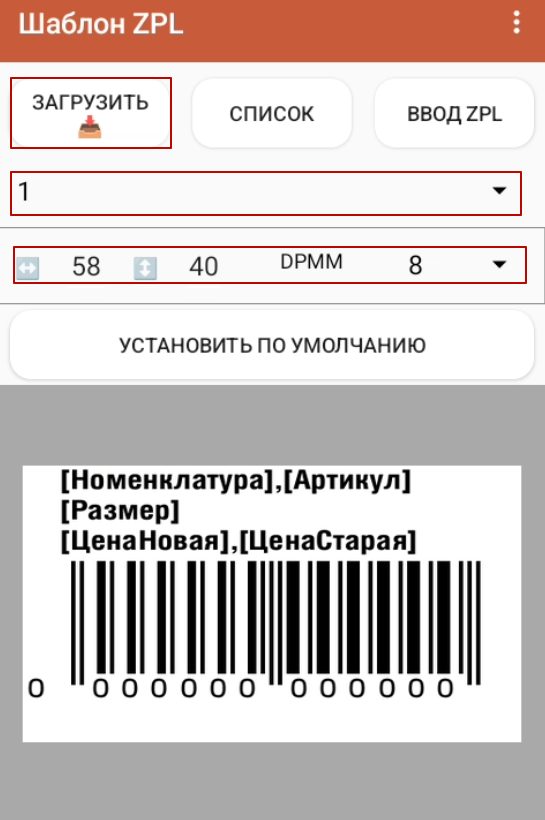 Шаблон ZPL
ЗАГРУЗИТЬ
СПИСОК
ВВОД ZPL
1
58 40 DPMM 8
УСТАНОВИТЬ ПО УМОЛЧАНИЮ
[Номенклатура],[Артикул]
[Размер]
[ЦенаНовая],[ЦенаСтарая]
0 000000 000000